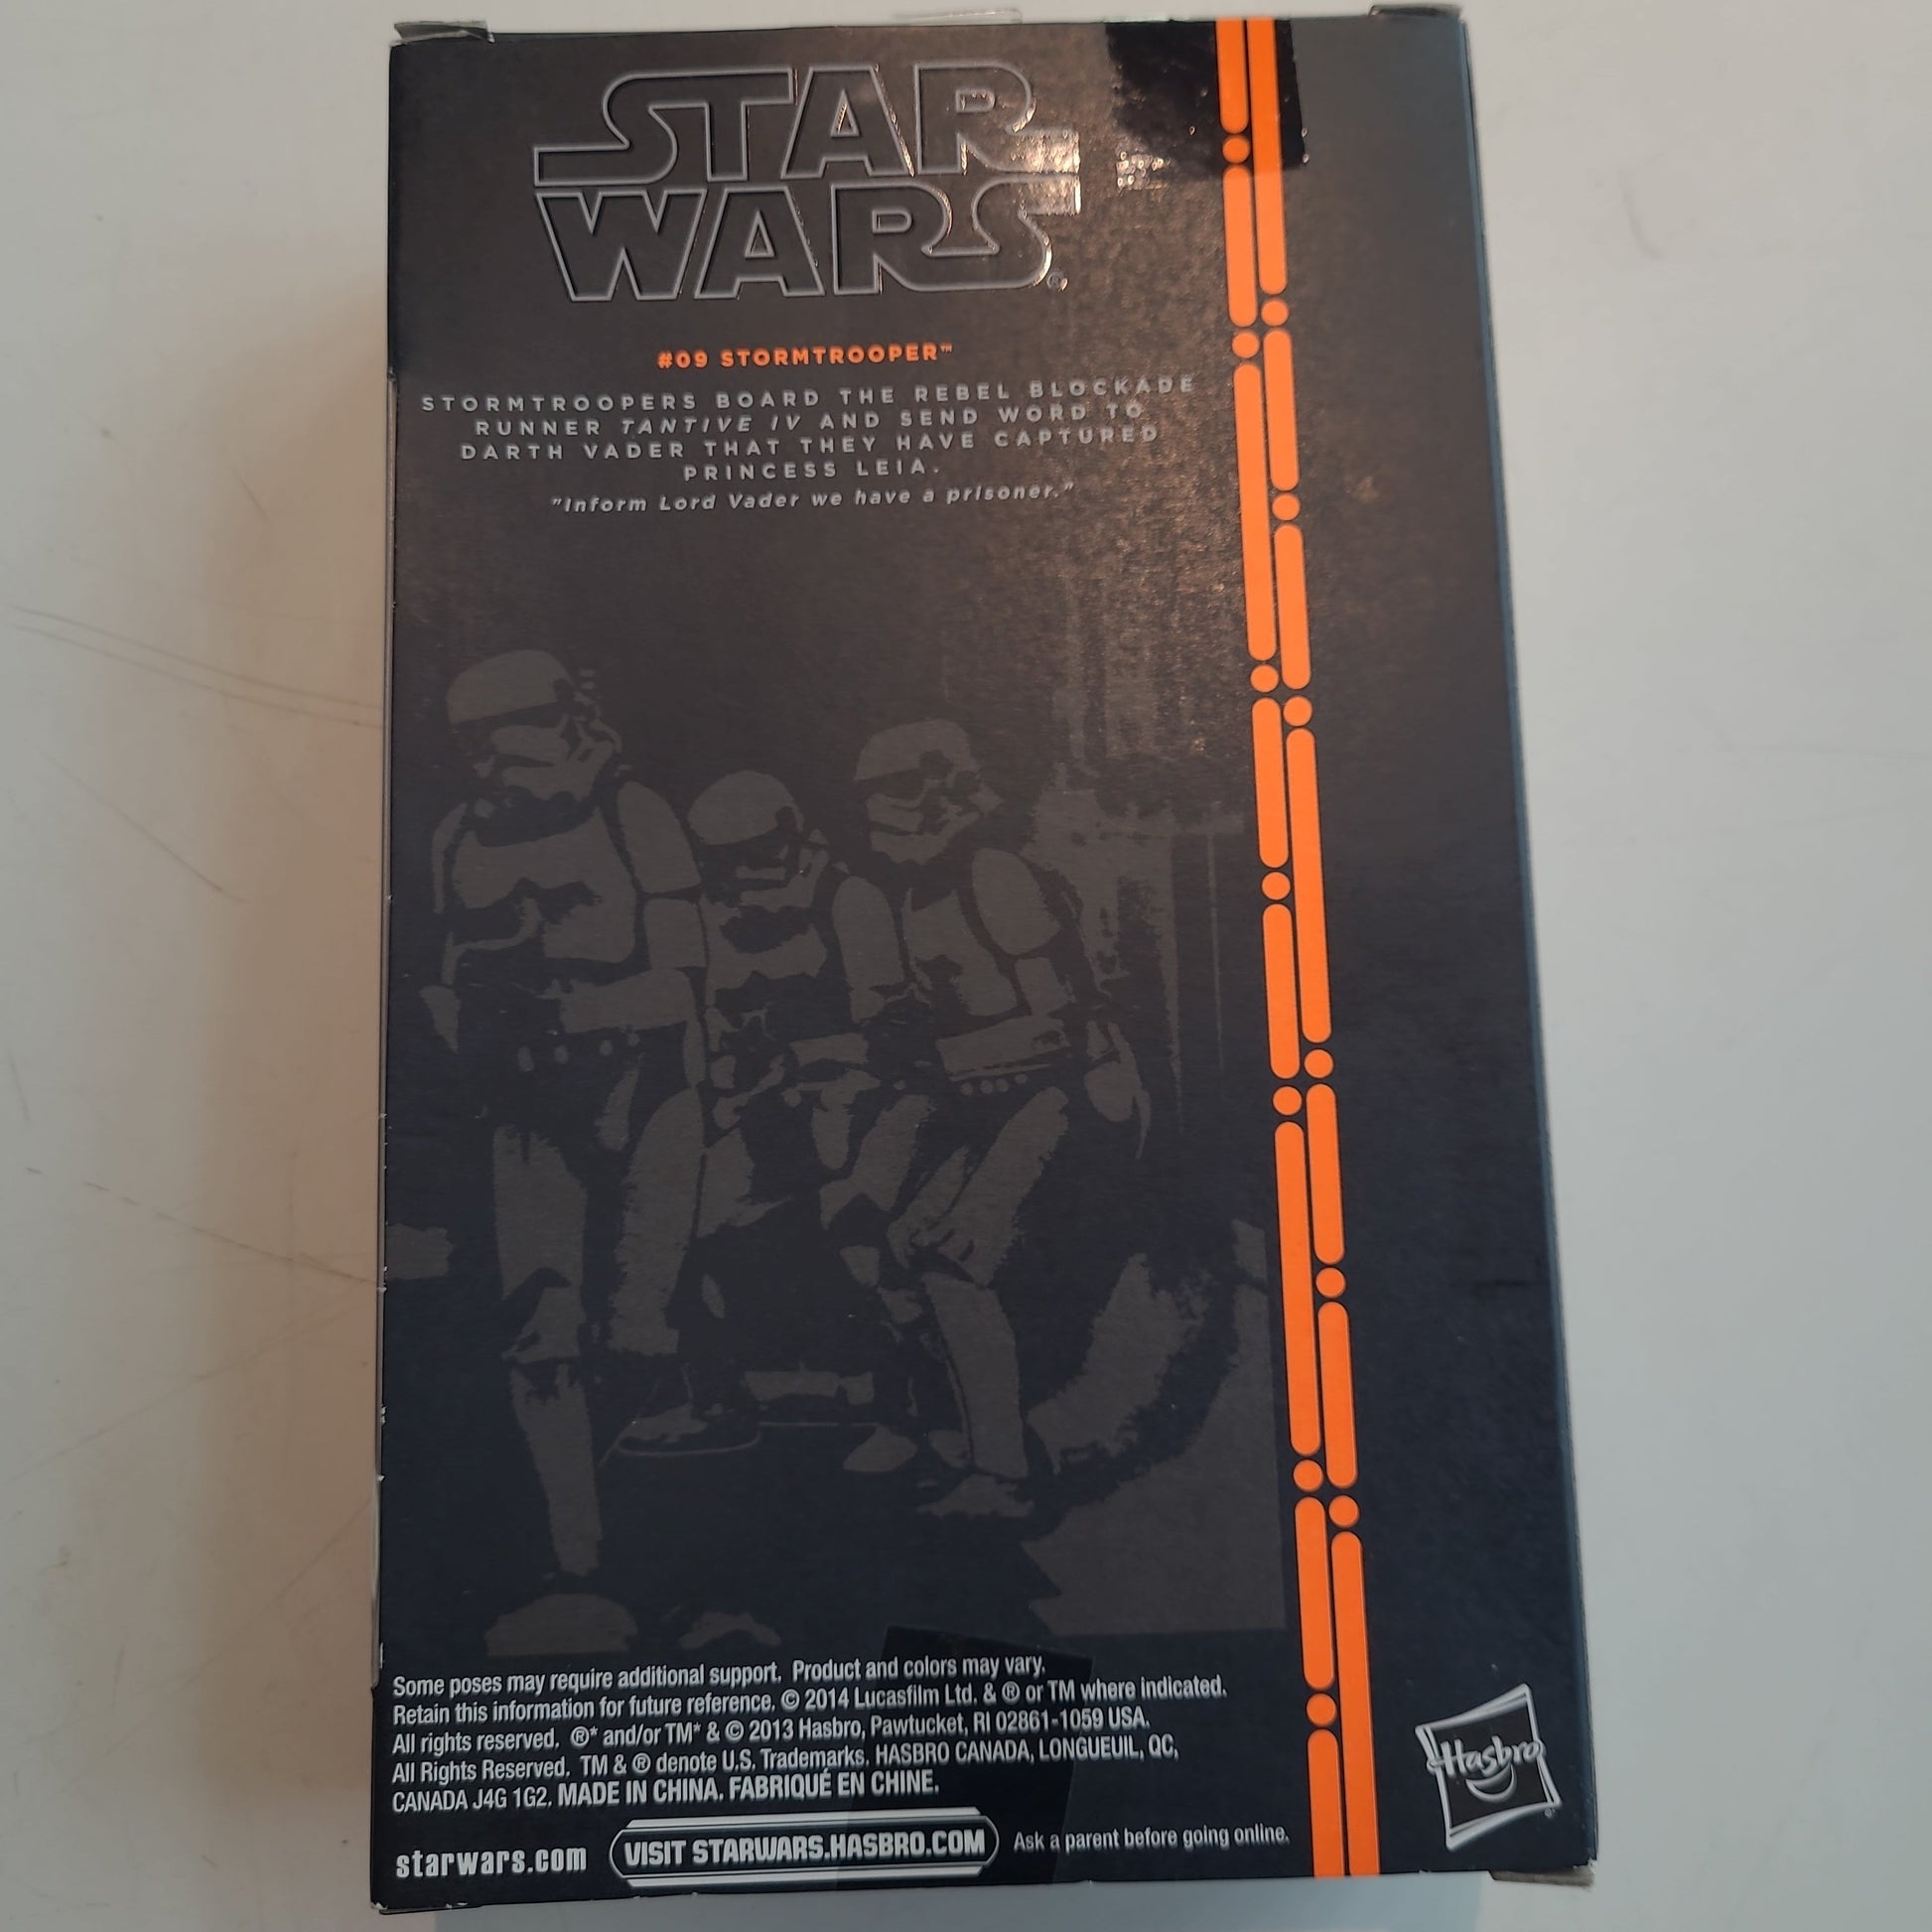 STAR
WARS®
#09 STORMTROOPER™
STORMTROOPERS BOARD THE REBEL BLOCKADE
RUNNER TANTIVE IV AND SEND WORD TO
DARTH VADER THAT THEY HAVE CAPTURED
PRINCESS LEIA.
"Inform Lord Vader we have a prisoner."
Some poses may require additional support. Product and colors may vary.
Retain this information for future reference. © 2014 Lucasfilm Ltd. & ® or TM where indicated.
All rights reserved. ®* and/or TM* & © 2013 Hasbro, Pawtucket, RI 02861-1059 USA.
All Rights Reserved. TM & ® denote U.S. Trademarks. HASBRO CANADA, LONGUEUIL, QC,
CANADA J4G 1G2. MADE IN CHINA. FABRIQUÉ EN CHINE.
starwars.com VISIT STARWARS.HASBRO.COM Ask a parent before going online.
Hasbro®